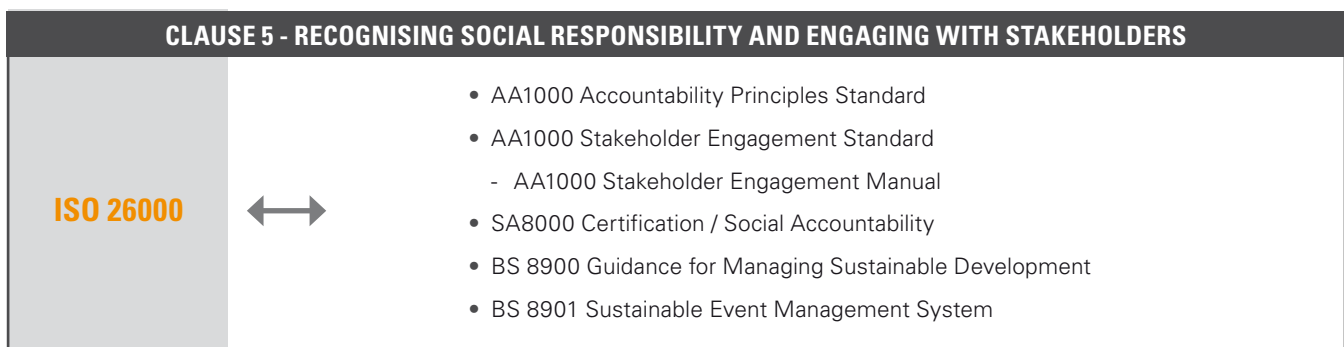 CLAUSE 5 - RECOGNISING SOCIAL RESPONSIBILITY AND ENGAGING WITH STAKEHOLDERS
ISO 26000
• AA1000 Accountability Principles Standard
• AA1000 Stakeholder Engagement Standard
- AA1000 Stakeholder Engagement Manual
• SA8000 Certification / Social Accountability
• BS 8900 Guidance for Managing Sustainable Development
• BS 8901 Sustainable Event Management System